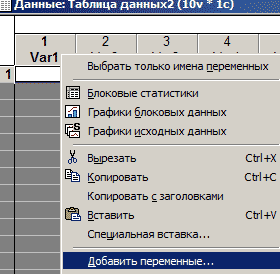 Данные: Таблица данных2 (10v * 1c)
1 2 3 4
Var1
1
Выбрать только имена переменных
Блоковые статистики
Графики блоковых данных
Графики исходных данных
Вырезать Ctrl+X
Копировать Ctrl+C
Копировать с заголовками
Вставить Ctrl+V
Специальная вставка...
Добавить переменные...